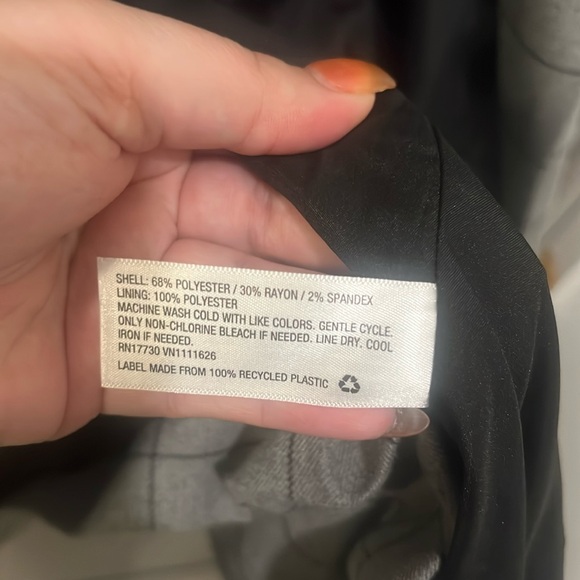 SHELL: 68% POLYESTER / 30% RAYON / 2% SPANDEX
LINING: 100% POLYESTER
MACHINE WASH COLD WITH LIKE COLORS. GENTLE CYCLE.
ONLY NON-CHLORINE BLEACH IF NEEDED. LINE DRY. COOL
IRON IF NEEDED.
RN17730 VN1111626
LABEL MADE FROM 100% RECYCLED PLASTIC